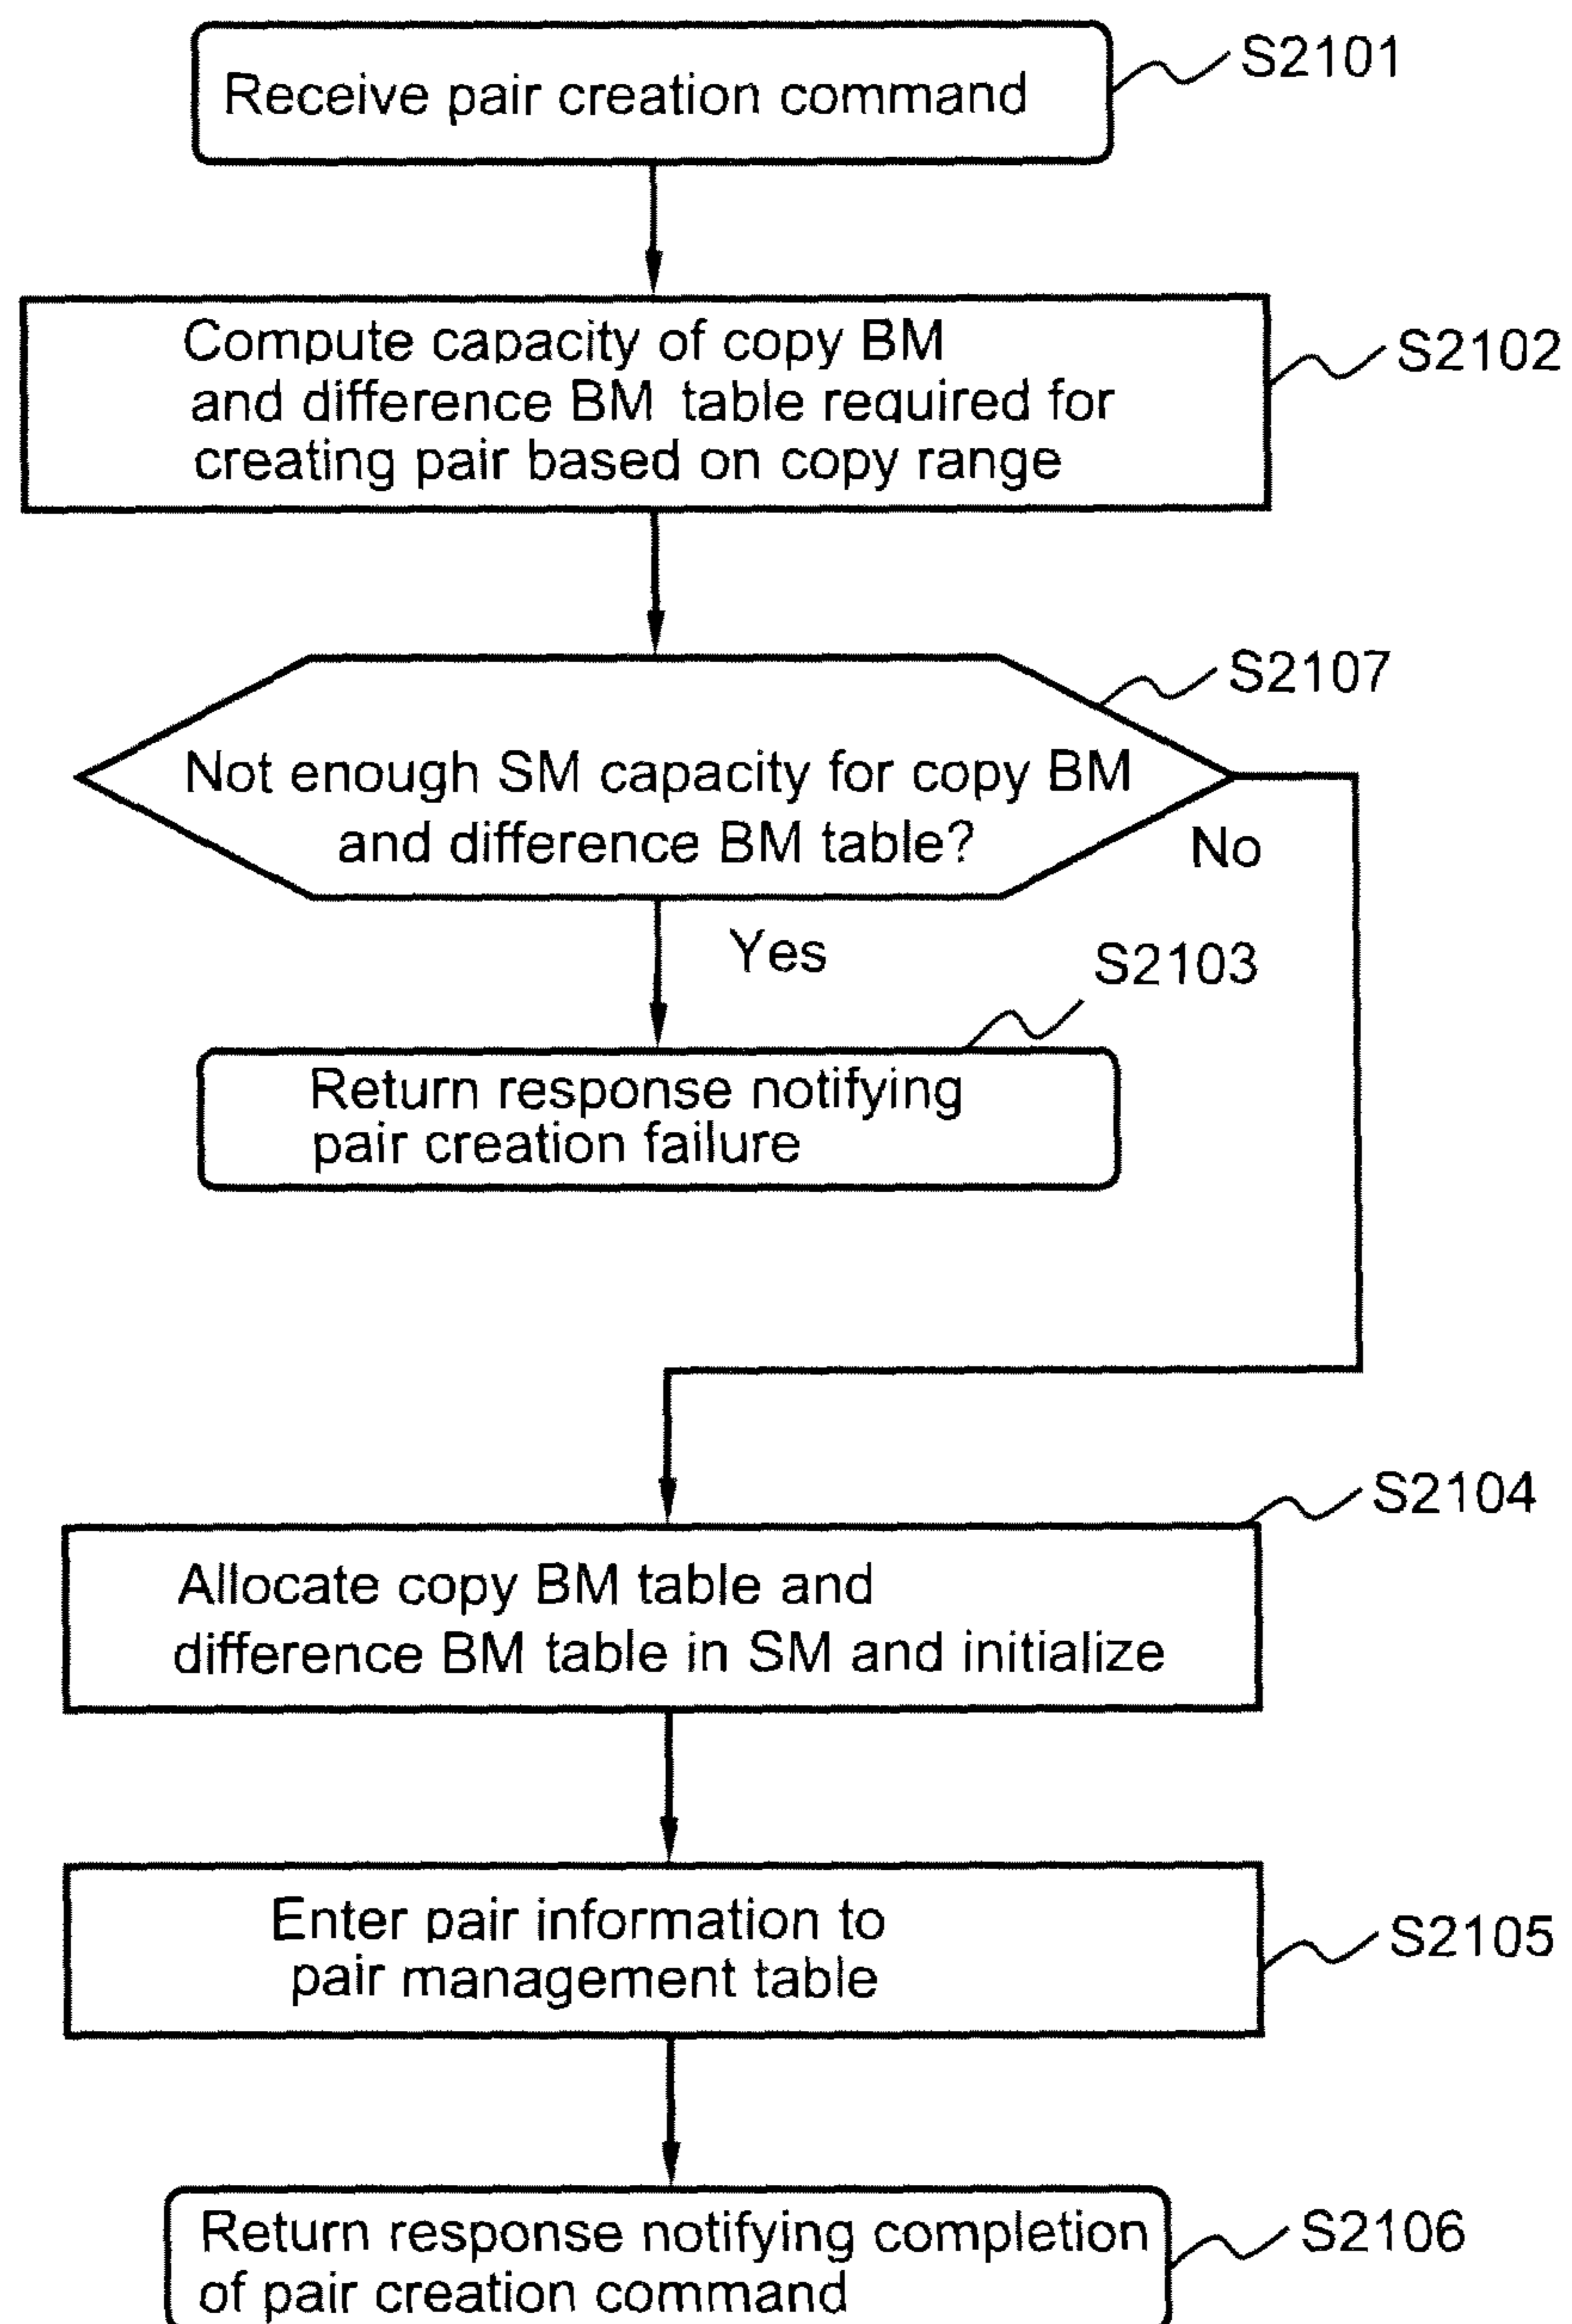 Receive pair creation command
S2101
Compute capacity of copy BM
and difference BM table required for
creating pair based on copy range
S2102
S2107
Not enough SM capacity for copy BM
and difference BM table?
No
Yes
S2103
Return response notifying
pair creation failure
S2104
Allocate copy BM table and
difference BM table in SM and initialize
Enter pair information to
pair management table
S2105
Return response notifying completion
of pair creation command
S2106